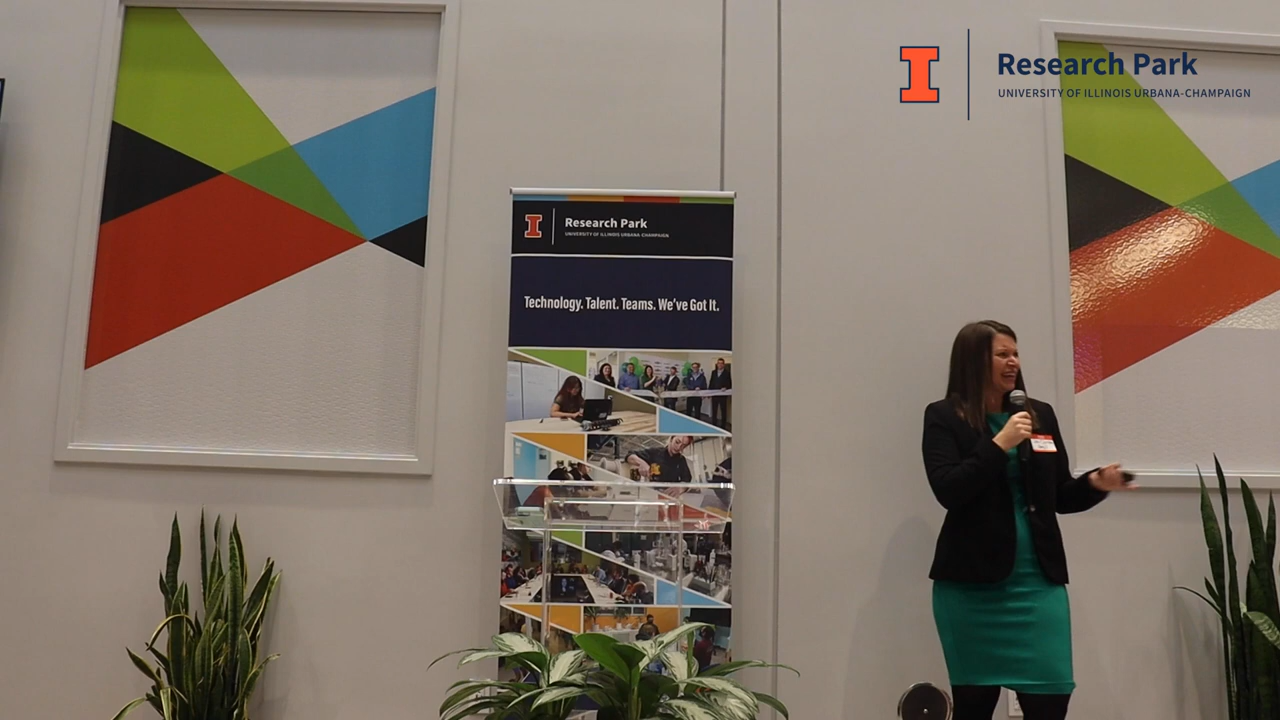 I
Research Park
UNIVERSITY OF ILLINOIS URBANA-CHAMPAIGN
I
Research Park
UNIVERSITY OF ILLINOIS URBANA-CHAMPAIGN
Technology. Talent. Teams. We've Got It.